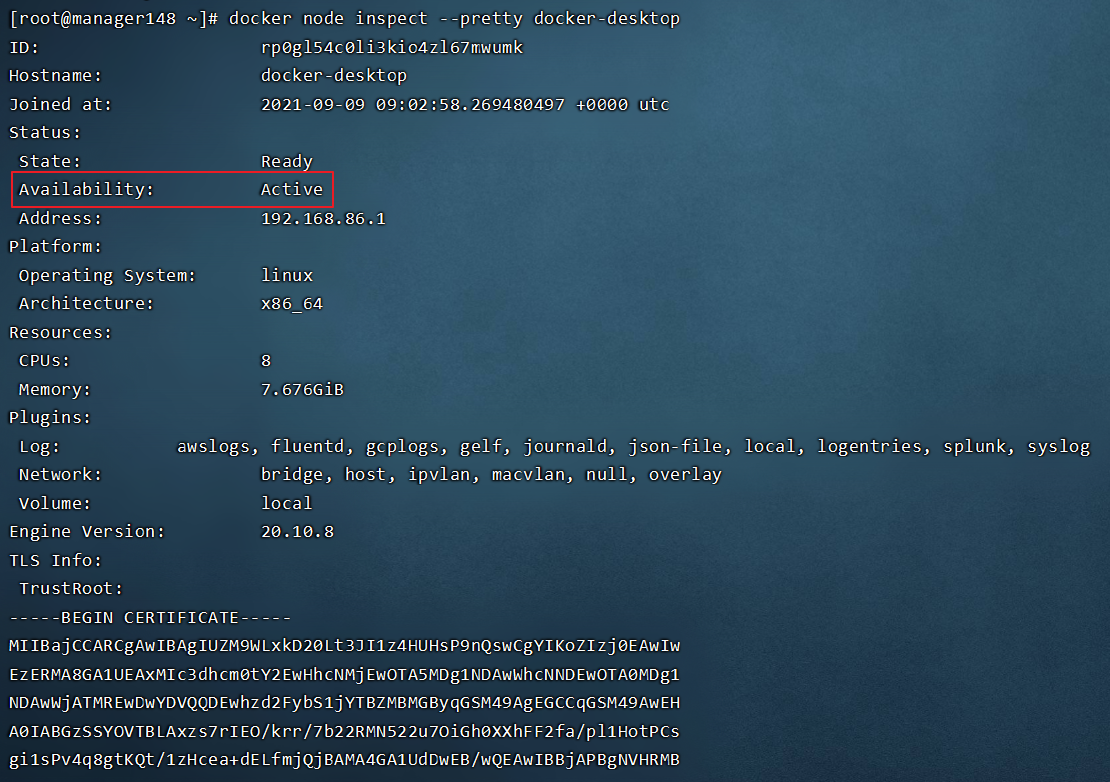 [root@manager148 ~]# docker node inspect --pretty docker-desktop
ID: rp0gl54c0li3kio4zl67mwumk
Hostname: docker-desktop
Joined at: 2021-09-09 09:02:58.269480497 +0000 utc
Status:
State: Ready
Availability: Active
Address: 192.168.86.1
Platform:
Operating System: linux
Architecture: x86_64
Resources:
CPUs: 8
Memory: 7.676GiB
Plugins:
Log: awslogs, fluentd, gcplogs, gelf, journald, json-file, local, logentries, splunk, syslog
Network: bridge, host, ipvlan, macvlan, null, overlay
Volume: local
Engine Version: 20.10.8
TLS Info:
TrustRoot:
-----BEGIN CERTIFICATE-----
MIIBajCCARCgAwIBAgIUZM9WLxkD20Lt3JI1z4HUHsP9nQswCgYIKoZIzj0EAwIw
EzERMA8GA1UEAxMIc3dhcm0tY2EwHhcNMjEwOTA5MDg1NDAwWhcNNDEwOTA0MDg1
NDAwWjATMREwDwYDVQQDEwhzd2FybS1jYTBZMBMGByqGSM49AgEGCCqGSM49AwEH
A0IABGzSSYOVTBLAxzs7rIEO/krr/7b22RMN522u7OiGh0XXhFF2fa/pl1HotPCs
gi1sPv4q8gtKQt/1zHcea+dELfmjQjBAMA4GA1UdDwEB/wQEAwIBBjAPBgNVHRMB